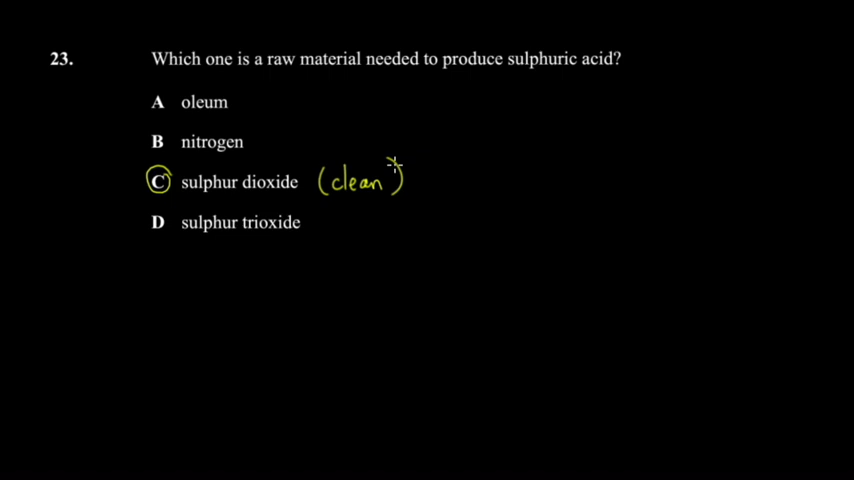 23. Which one is a raw material needed to produce sulphuric acid?
A oleum
B nitrogen
C sulphur dioxide (clean)
D sulphur trioxide